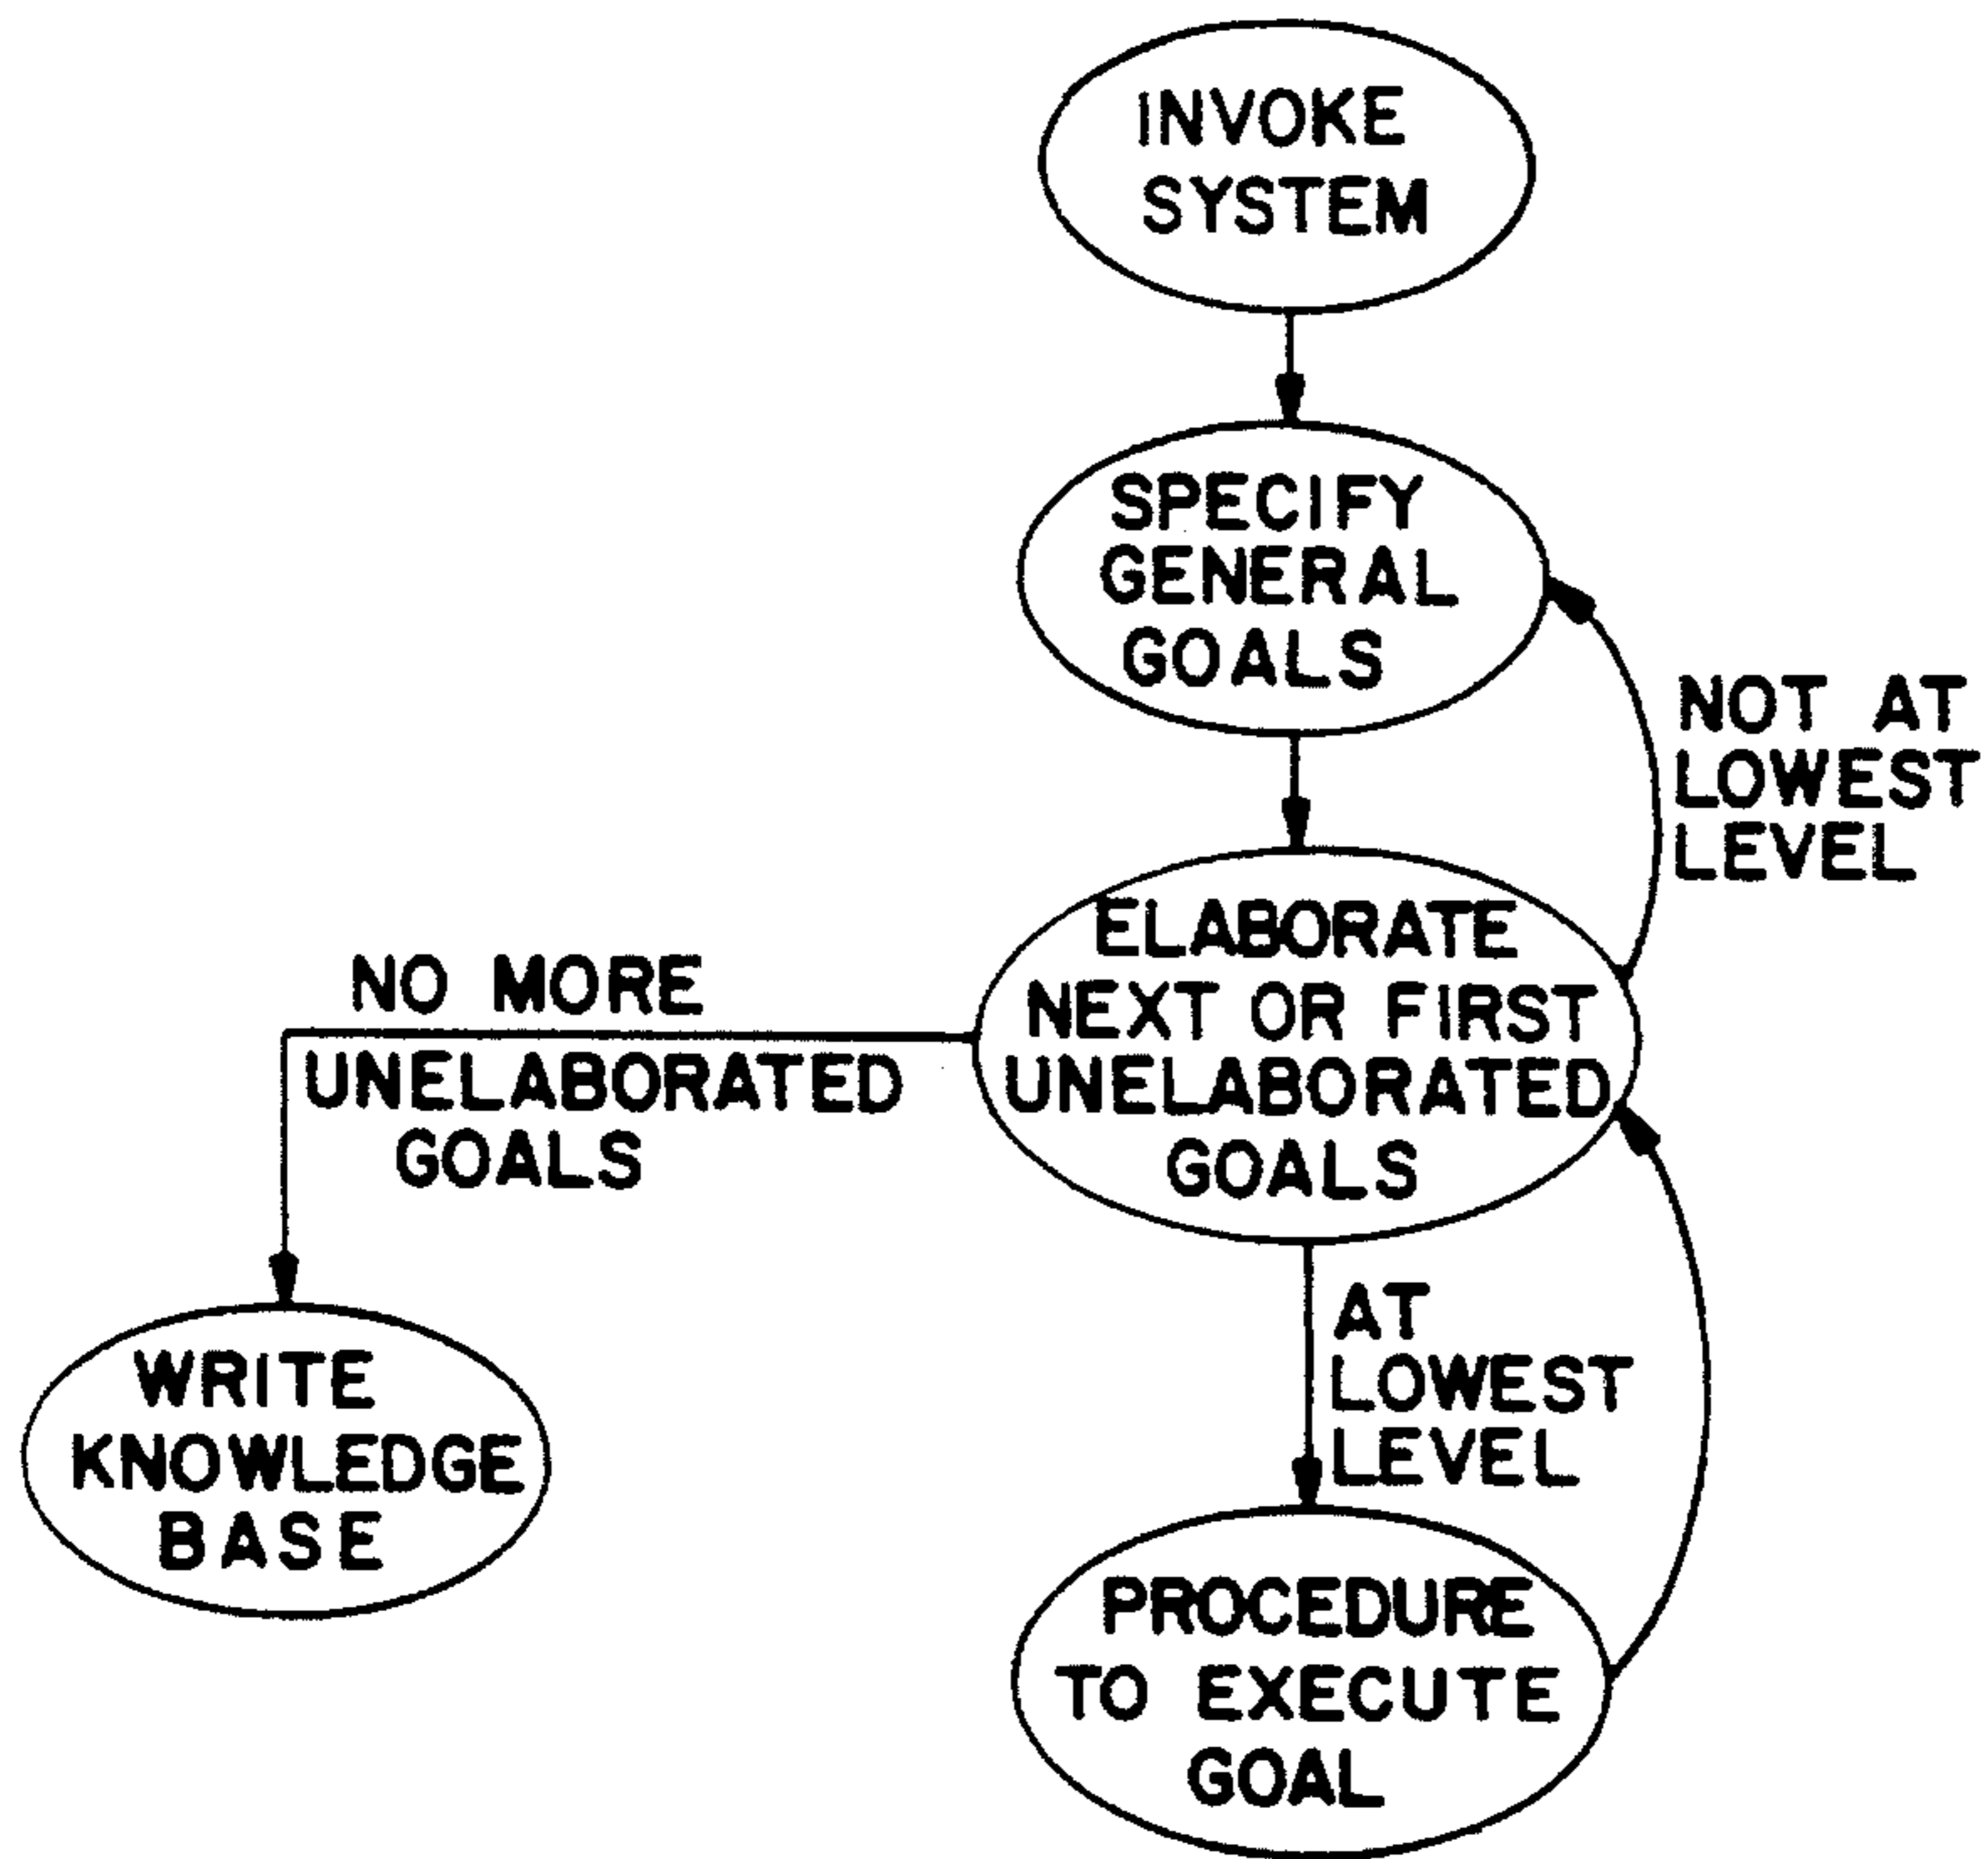 INVOKE
SYSTEM
SPECIFY
GENERAL
GOALS
NOT AT
LOWEST
LEVEL
ELABORATE
NEXT OR FIRST
UNELABORATED
GOALS
NO MORE
UNELABORATED
GOALS
AT
LOWEST
LEVEL
WRITE
KNOWLEDGE
BASE
PROCEDURE
TO EXECUTE
GOAL